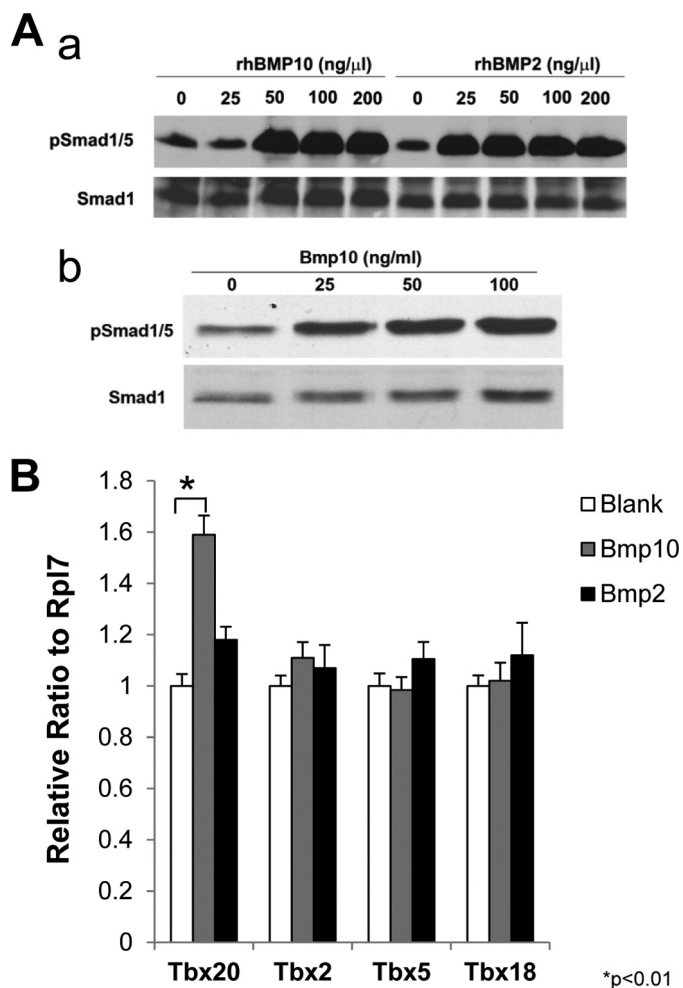 A
a
rhBMP10 (ng/μl)
rhBMP2 (ng/μl)
0 25 50 100 200 0 25 50 100 200
pSmad1/5
Smad1
b
Bmp10 (ng/ml)
0 25 50 100
pSmad1/5
Smad1
B
Relative Ratio to Rpl7
1.8
1.6
1.4
1.2
1
0.8
0.6
0.4
0.2
0
*
Blank
Bmp10
Bmp2
Tbx20 Tbx2 Tbx5 Tbx18
*p<0.01